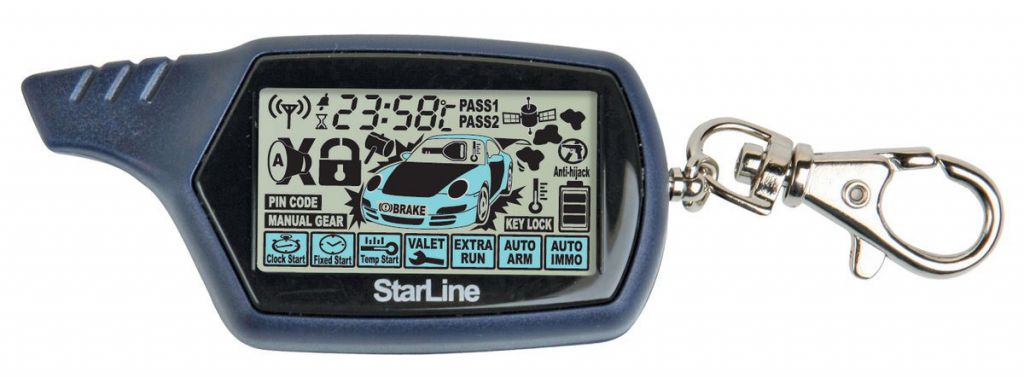 23:58℃
PASS1
PASS2
A
Anti-hijack
PIN CODE
BRAKE
MANUAL GEAR
KEY LOCK
Clock Start
Fixed Start
Temp Start
VALET
EXTRA RUN
AUTO ARM
AUTO IMMO
StarLine